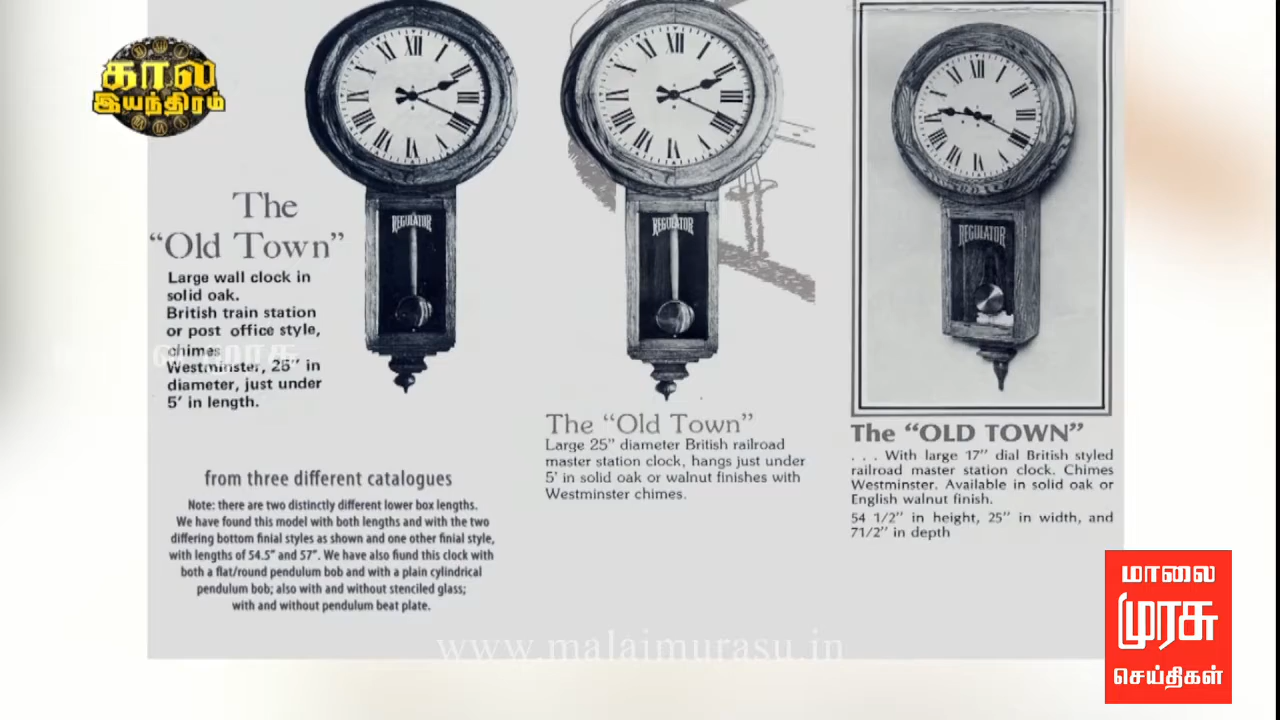 கால
இயந்திரம்
REGULATOR
REGULATOR
REGULATOR
The
“Old Town”
Large wall clock in
solid oak.
British train station
or post office style,
chimes
Westminster, 25” in
diameter, just under
5’ in length.
from three different catalogues
Note: there are two distinctly different lower box lengths.
We have found this model with both lengths and with the two
differing bottom finial styles as shown and one other finial style,
with lengths of 54.5” and 57”. We have also fiund this clock with
both a flat/round pendulum bob and with a plain cylindrical
pendulum bob; also with and without stenciled glass;
with and without pendulum beat plate.
The “Old Town”
Large 25” diameter British railroad
master station clock, hangs just under
5’ in solid oak or walnut finishes with
Westminster chimes.
The “OLD TOWN”
. . . With large 17” dial British styled
railroad master station clock. Chimes
Westminster. Available in solid oak or
English walnut finish.
54 1/2” in height, 25” in width, and
71/2” in depth
www.malaimurasu.in
மாலை
முரசு
செய்திகள்